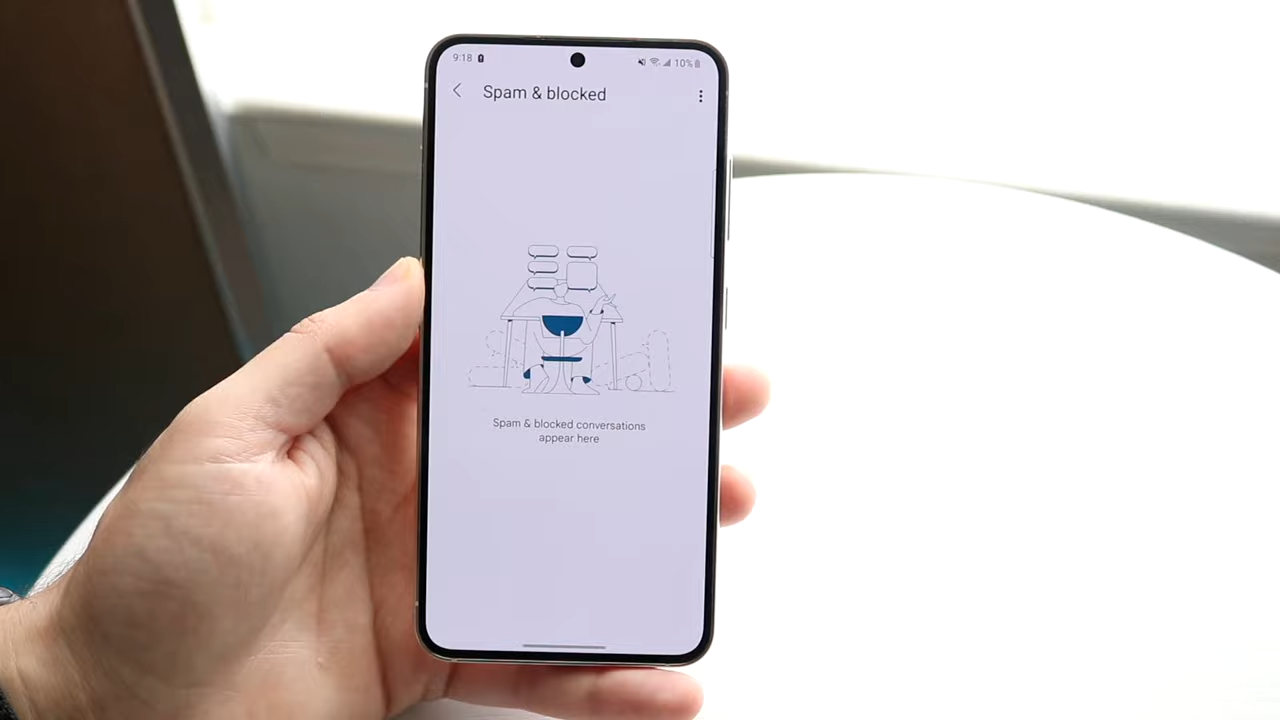 9:18
10%
Spam & blocked
Spam & blocked conversations
appear here